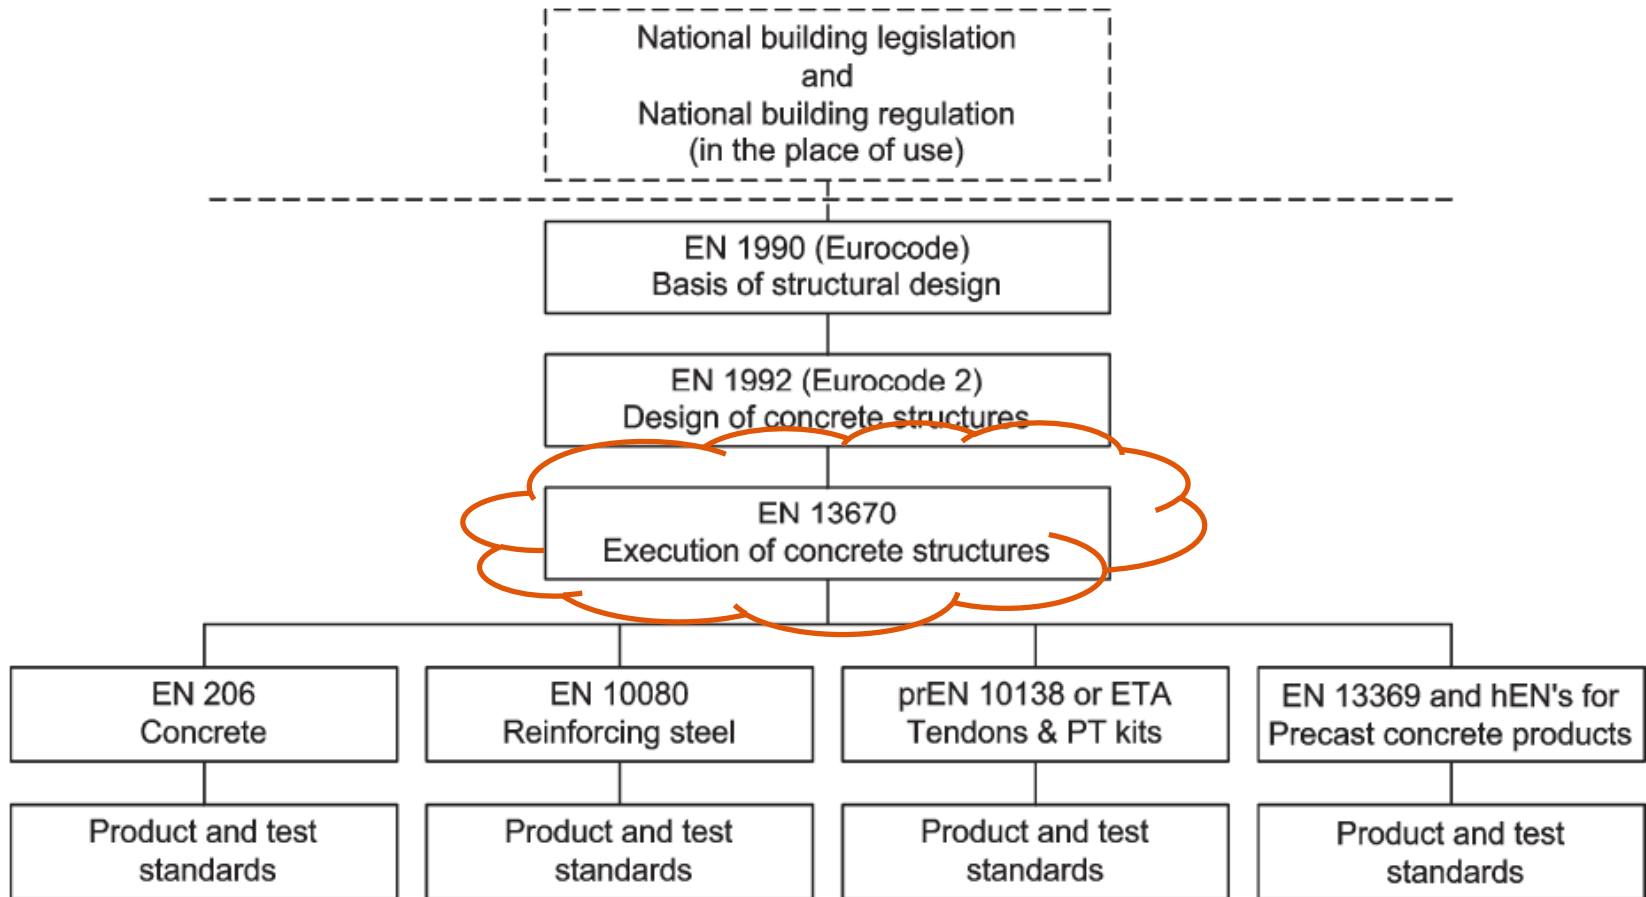 National building legislation
and
National building regulation
(in the place of use)
EN 1990 (Eurocode)
Basis of structural design
EN 1992 (Eurocode 2)
Design of concrete structures
EN 13670
Execution of concrete structures
EN 206
Concrete
EN 10080
Reinforcing steel
prEN 10138 or ETA
Tendons & PT kits
EN 13369 and hEN's for
Precast concrete products
Product and test
standards
Product and test
standards
Product and test
standards
Product and test
standards